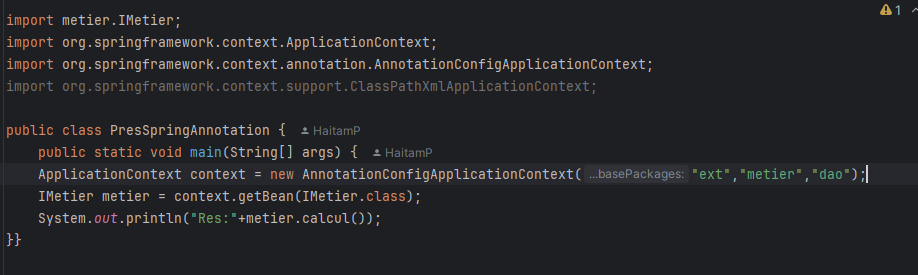 1
import metier.IMetier;
import org.springframework.context.ApplicationContext;
import org.springframework.context.annotation.AnnotationConfigApplicationContext;
import org.springframework.context.support.ClassPathXmlApplicationContext;
public class PresSpringAnnotation { HaitamP
public static void main(String[] args) { HaitamP
ApplicationContext context = new AnnotationConfigApplicationContext( ...basePackages: "ext","metier","dao");
IMetier metier = context.getBean(IMetier.class);
System.out.println("Res:"+metier.calcul());
}}